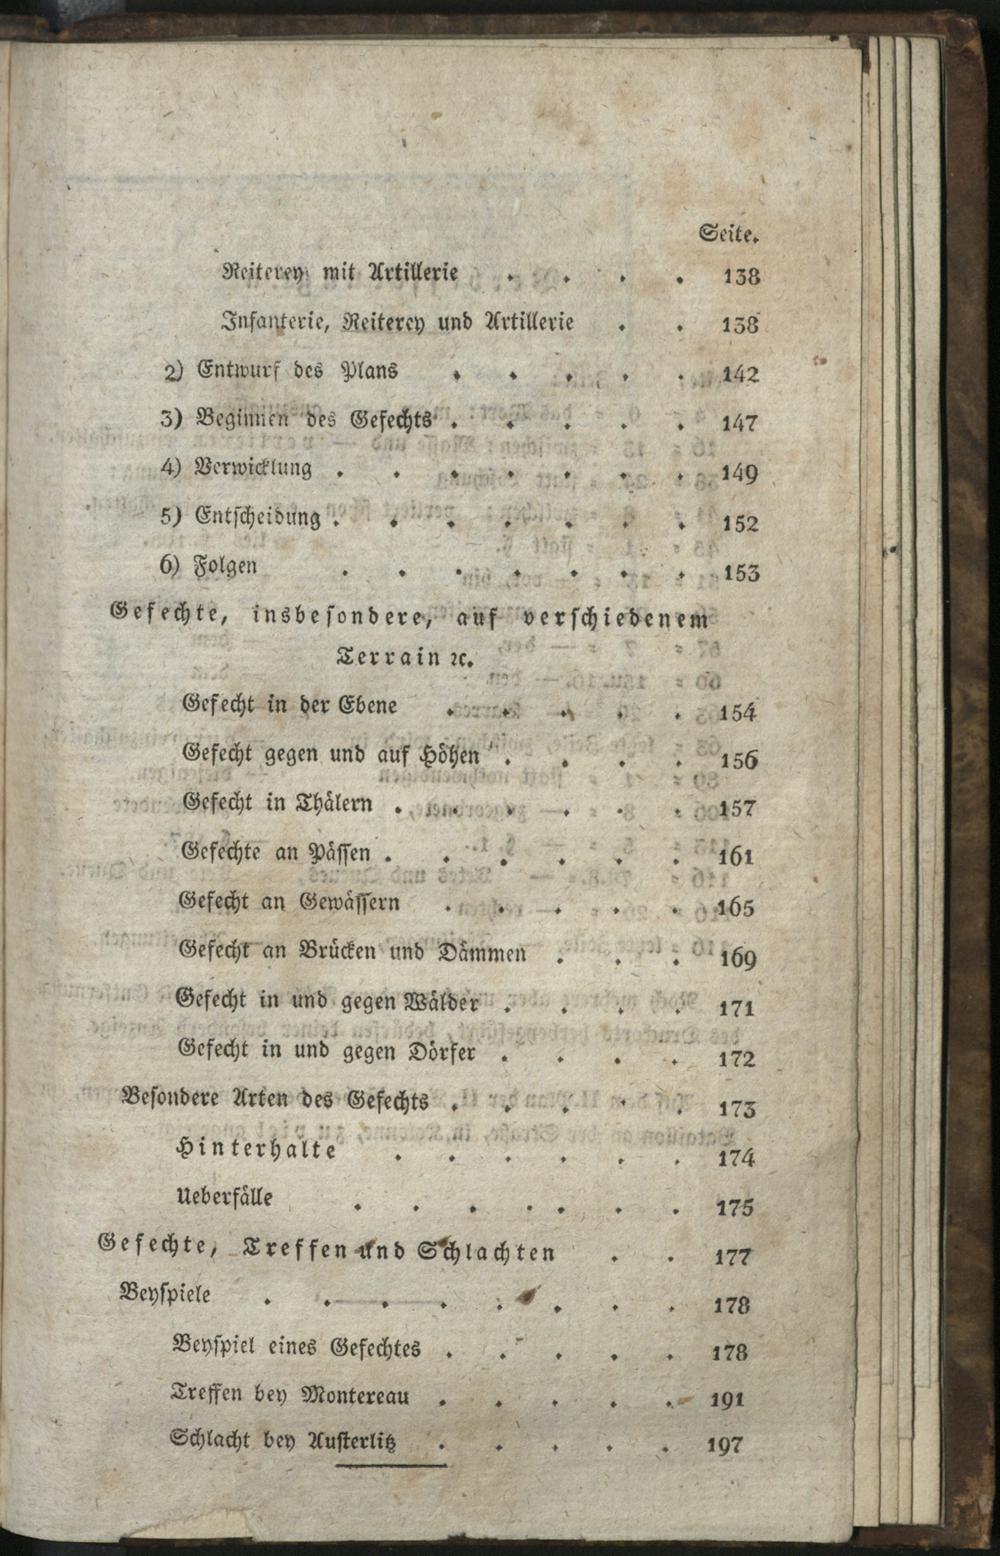 Seite.
Reiterey mit Artillerie . . . . 138
Infanterie, Reiterey und Artillerie . . 138
2) Entwurf des Plans . . . . . 142
3) Beginnen des Gefechts . . . . . 147
4) Verwicklung . . . . . . . 149
5) Entscheidung . . . . . . . 152
6) Folgen . . . . . . . 153
Gefechte, insbesondere, auf verschiedenem
Terrain ꝛc.
Gefecht in der Ebene . . . . . 154
Gefecht gegen und auf Höhen . . . . 156
Gefecht in Thälern . . . . . . 157
Gefechte an Pässen . . . . . . 161
Gefecht an Gewässern . . . . . 165
Gefecht an Brücken und Dämmen . . . 169
Gefecht in und gegen Wälder . . . . 171
Gefecht in und gegen Dörfer . . . . 172
Besondere Arten des Gefechts . . . . . 173
Hinterhalte . . . . . . 174
Ueberfälle . . . . . . . 175
Gefechte, Treffen und Schlachten . . 177
Beyspiele . . . . . . . . 178
Beyspiel eines Gefechtes . . . . . 178
Treffen bey Montereau . . . . . 191
Schlacht bey Austerlitz . . . . . 197